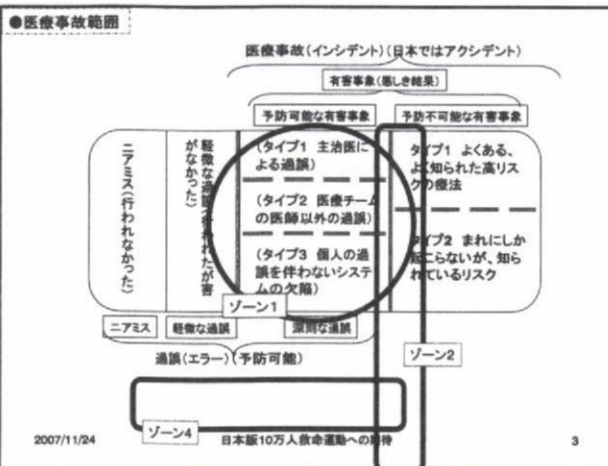 ●医療事故範囲
医療事故(インシデント)(日本ではアクシデント)
有害事象(悪しき結果)
予防可能な有害事象
予防不可能な有害事象
ニアミス(行われなかった)
軽微な過誤(行われたが害
がなかった)
(タイプ1 主治医に
よる過誤)
(タイプ2 医療チーム
の医師以外の過誤)
(タイプ3 個人の過
誤を伴わないシステ
ムの欠陥)
タイプ1 よくある、
よく知られた高リス
クの療法
タイプ2 まれにしか
起こらないが、知ら
れているリスク
ゾーン1
ニアミス
軽微な過誤
深刻な過誤
過誤(エラー)(予防可能)
ゾーン2
ゾーン4
2007/11/24
日本版10万人救命運動への期待
3